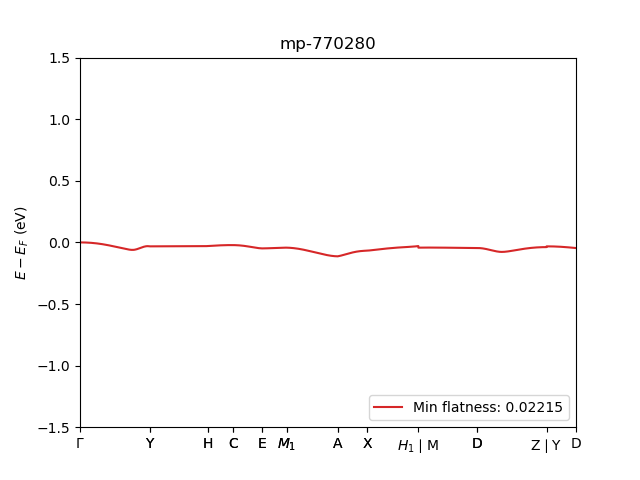 mp-770280
1.5
1.0
0.5
0.0
−0.5
−1.0
−1.5
E − E_F (eV)
Min flatness: 0.02215
Γ Y H C E M_1 A X H_1 | M D Z | Y D